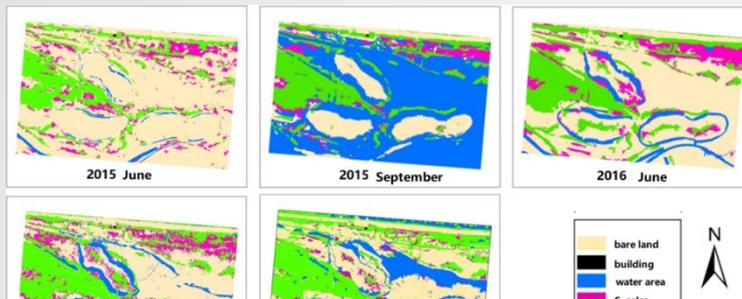 2015 June
2015 September
2016 June
N
bare land
building
water area